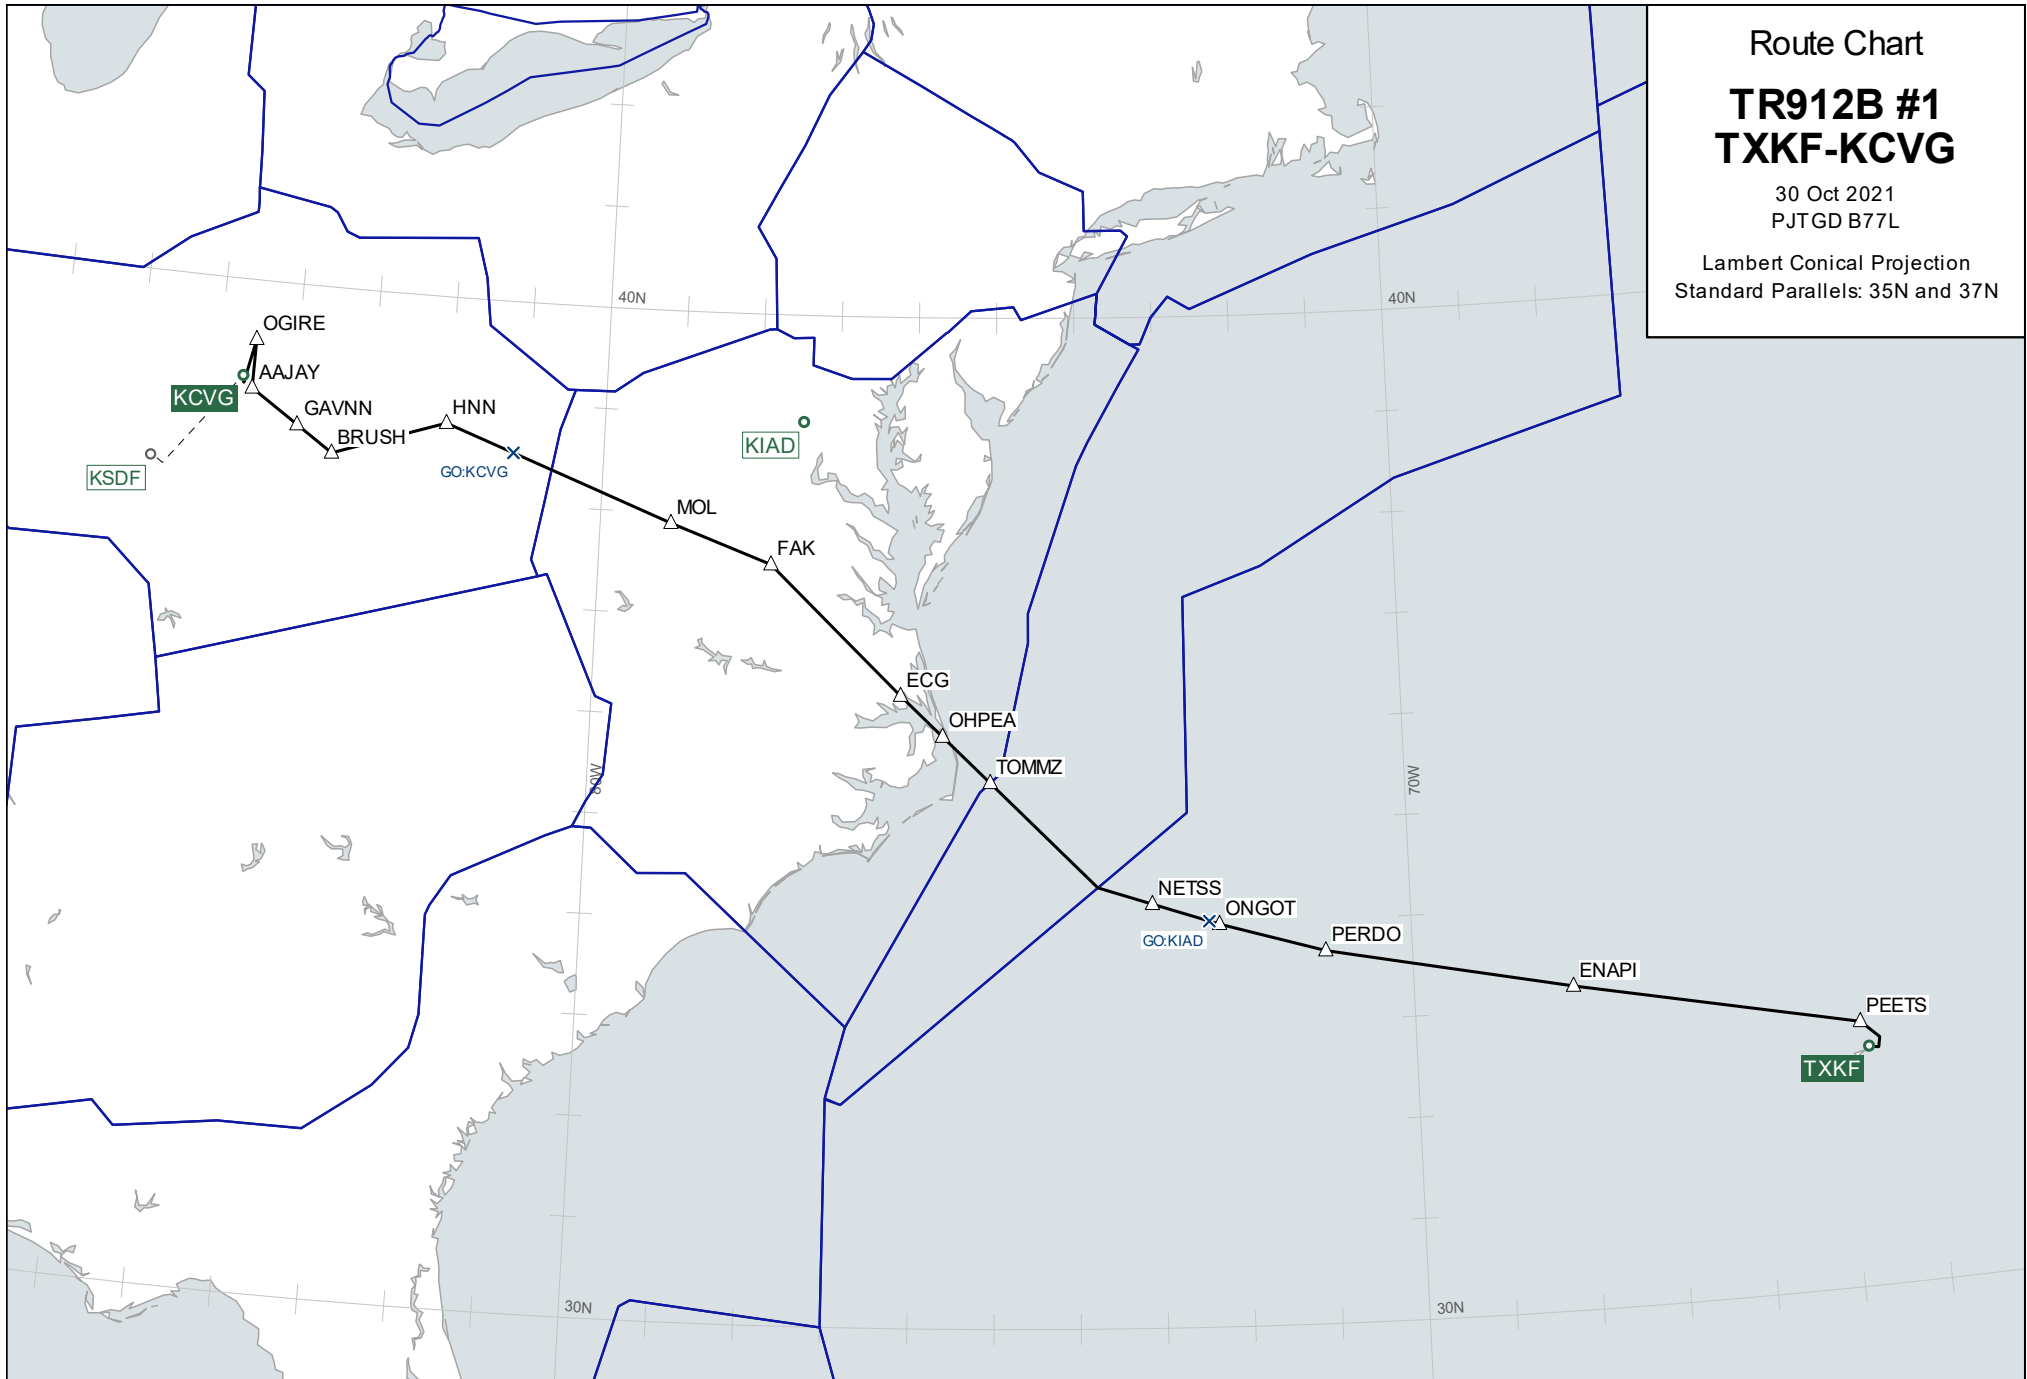 Route Chart
TR912B #1
TXKF-KCVG
30 Oct 2021
PJTGD B77L
Lambert Conical Projection
Standard Parallels: 35N and 37N
40N
40N
OGIRE
AAJAY
KCVG
GAVNN
HNN
BRUSH
KIAD
GO:KCVG
KSDF
MOL
FAK
ECG
OHPEA
TOMMZ
80W
70W
NETSS
ONGOT
GO:KIAD
PERDO
ENAPI
PEETS
TXKF
30N
30N